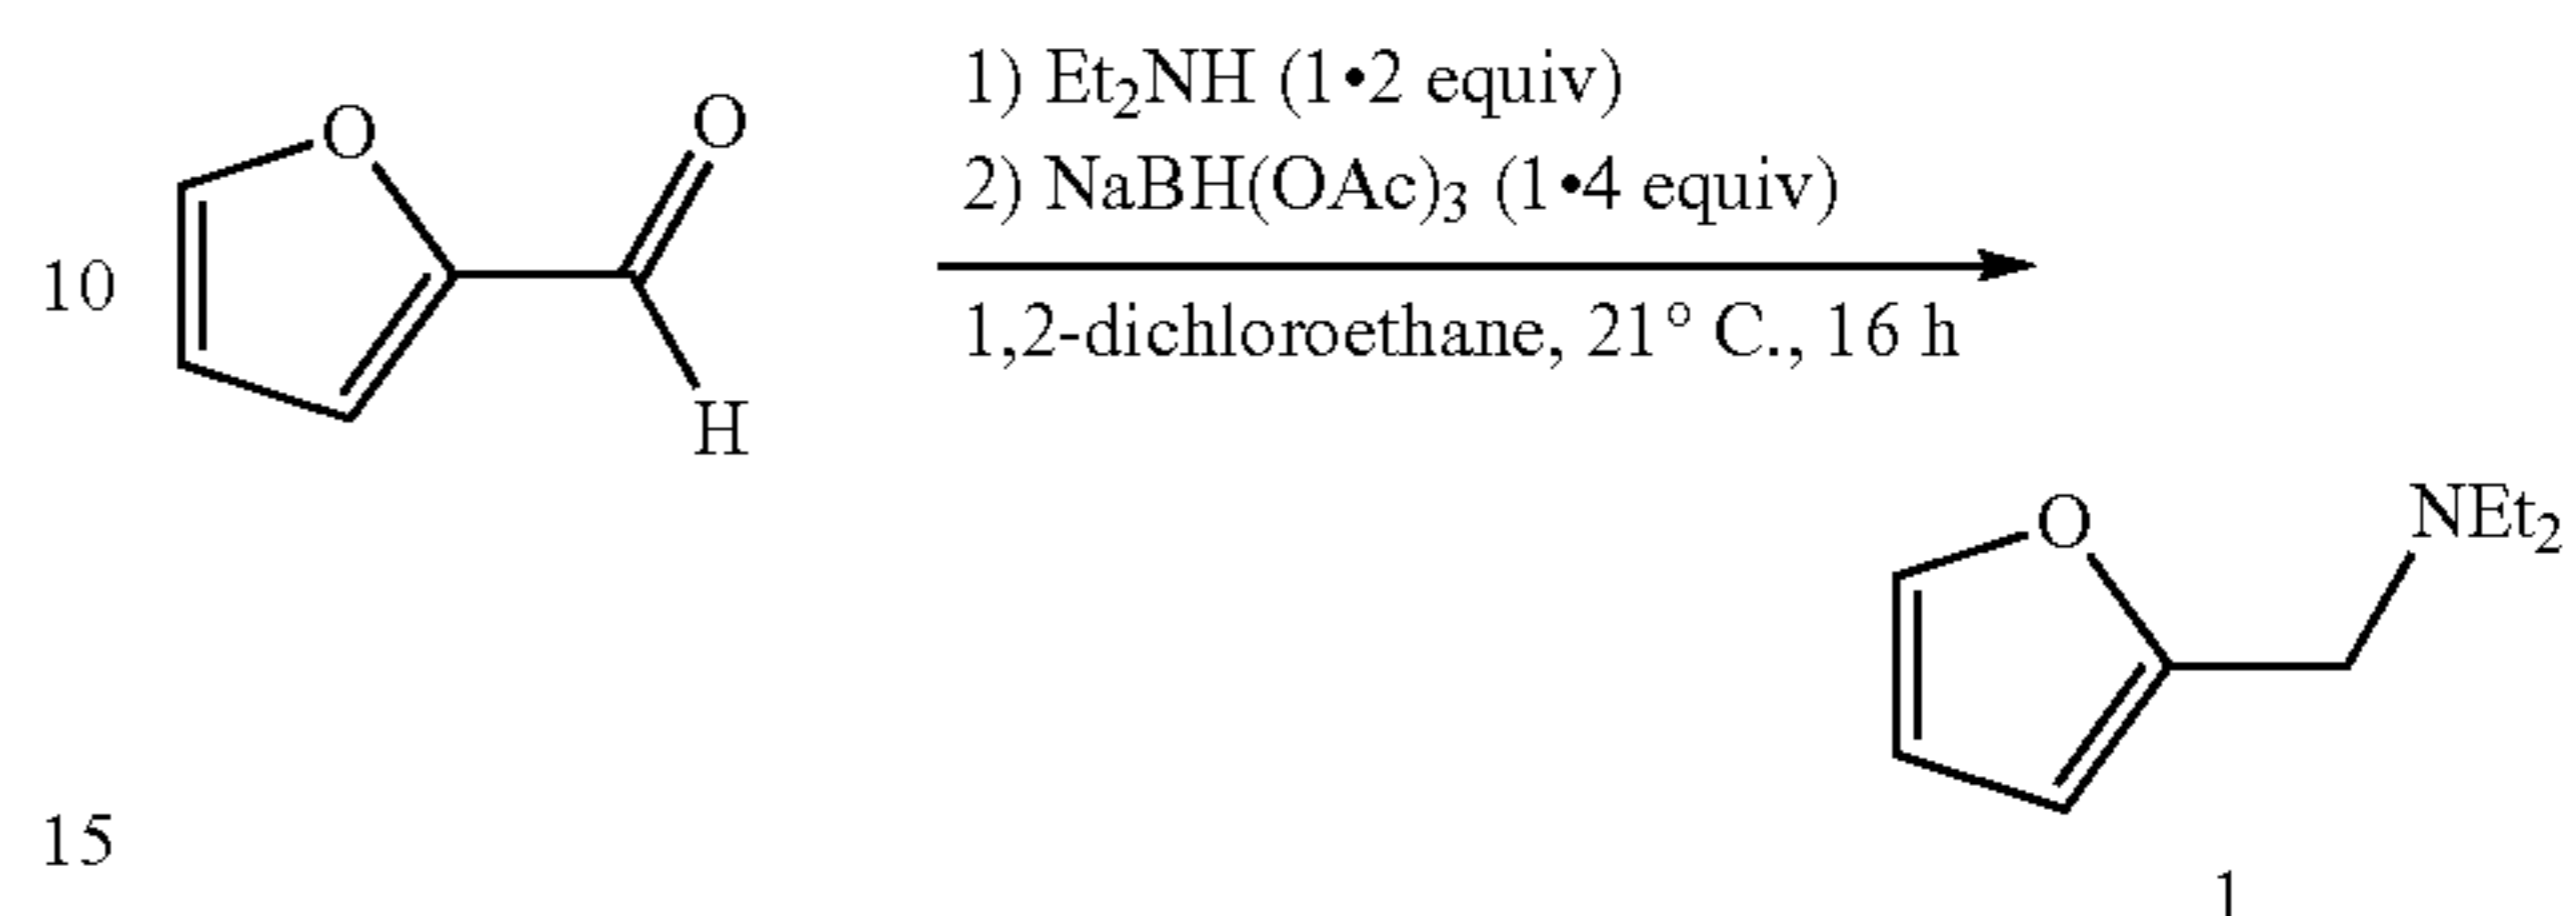 1) Et₂NH (1•2 equiv)
2) NaBH(OAc)₃ (1•4 equiv)
1,2-dichloroethane, 21° C., 16 h
O
O
10
H
O
NEt₂
15
1